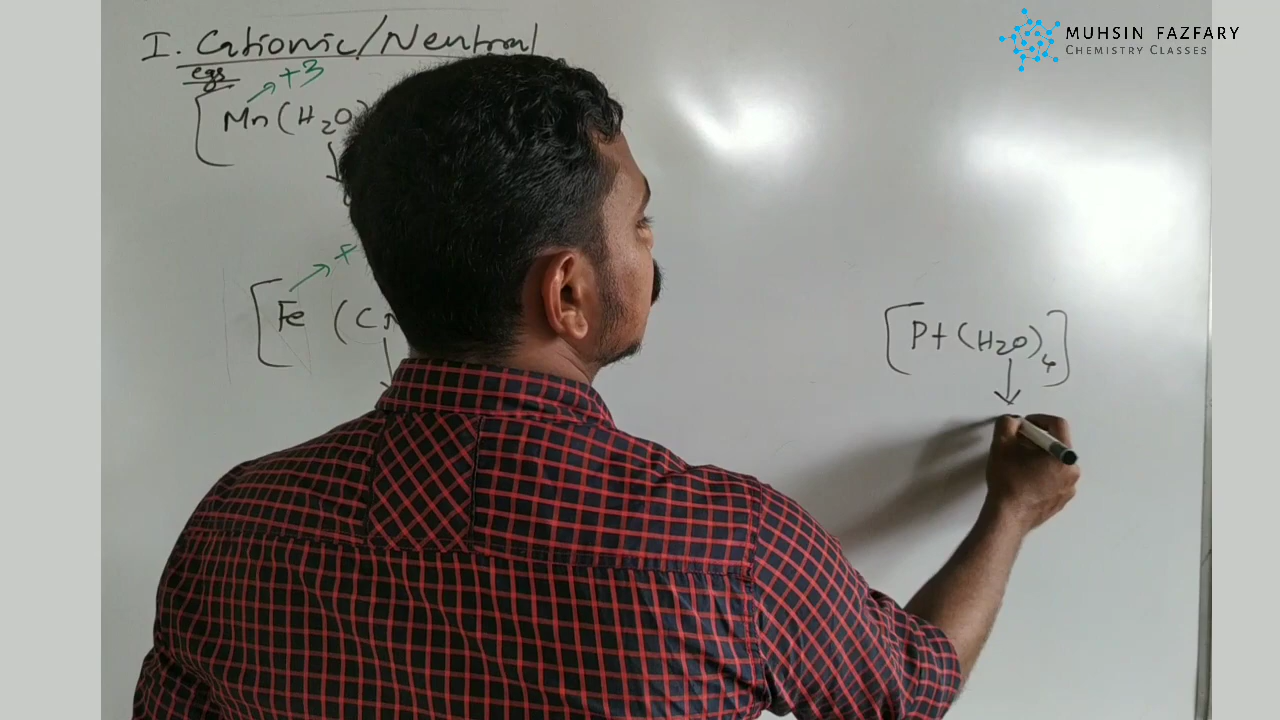 MUHSIN FAZFARY
CHEMISTRY CLASSES
I. Cationic/Neutral
egs
+3
[Mn(H2O)
+
[Fe (C
[Pt(H2O)4]